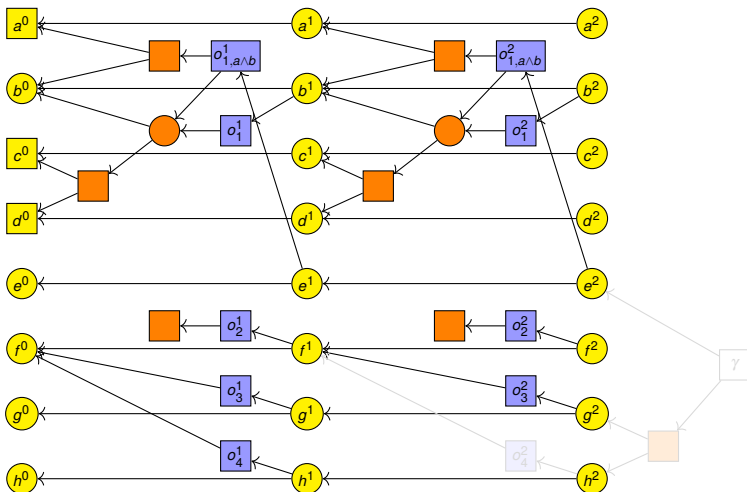 a⁰ a¹ a²
o¹₁,ₐ∧b o²₁,ₐ∧b
b⁰ b¹ b²
o¹₁ o²₁
c⁰ c¹ c²
d⁰ d¹ d²
e⁰ e¹ e²
o¹₂ o²₂
f⁰ f¹ f²
γ
o¹₃ o²₃
g⁰ g¹ g²
o¹₄ o²₄
h⁰ h¹ h²